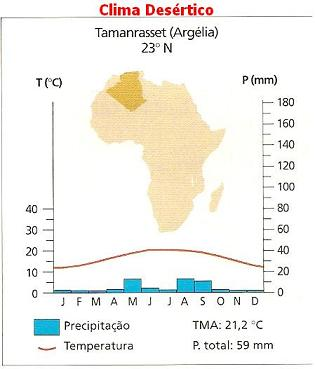 Clima Desértico
Tamanrasset (Argélia)
23° N
T (°C) P (mm)
180
160
140
120
100
80
40 60
30
20 40
10 20
0 0
J F M A M J J A S O N D
Precipitação TMA: 21,2 °C
Temperatura P. total: 59 mm